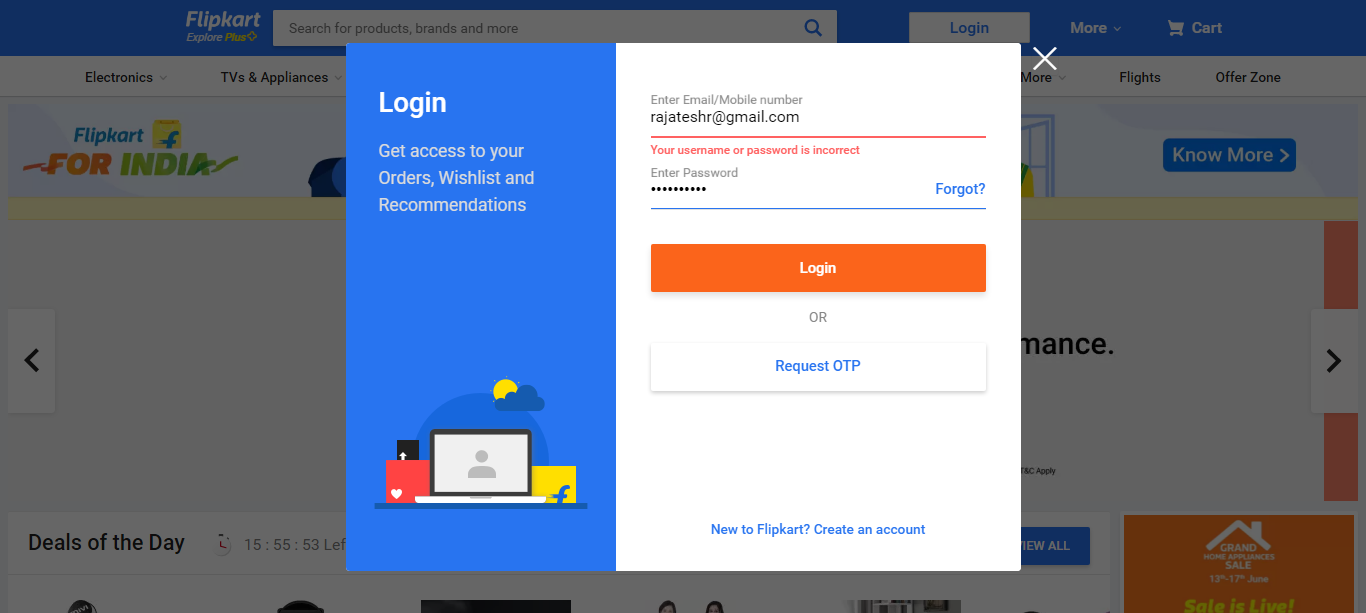 Flipkart
Explore Plus
Search for products, brands and more
Login
More
Cart
Electronics
TVs & Appliances
More
Flights
Offer Zone
Flipkart
FOR INDIA
Know More
Login
Get access to your
Orders, Wishlist and
Recommendations
Enter Email/Mobile number
rajateshr@gmail.com
Your username or password is incorrect
Enter Password
••••••••••
Forgot?
Login
OR
Request OTP
New to Flipkart? Create an account
mance.
T&C Apply
Deals of the Day
15 : 55 : 53 Lef
VIEW ALL
GRAND
HOME APPLIANCES
SALE
13th-17th June
Sale is Live!